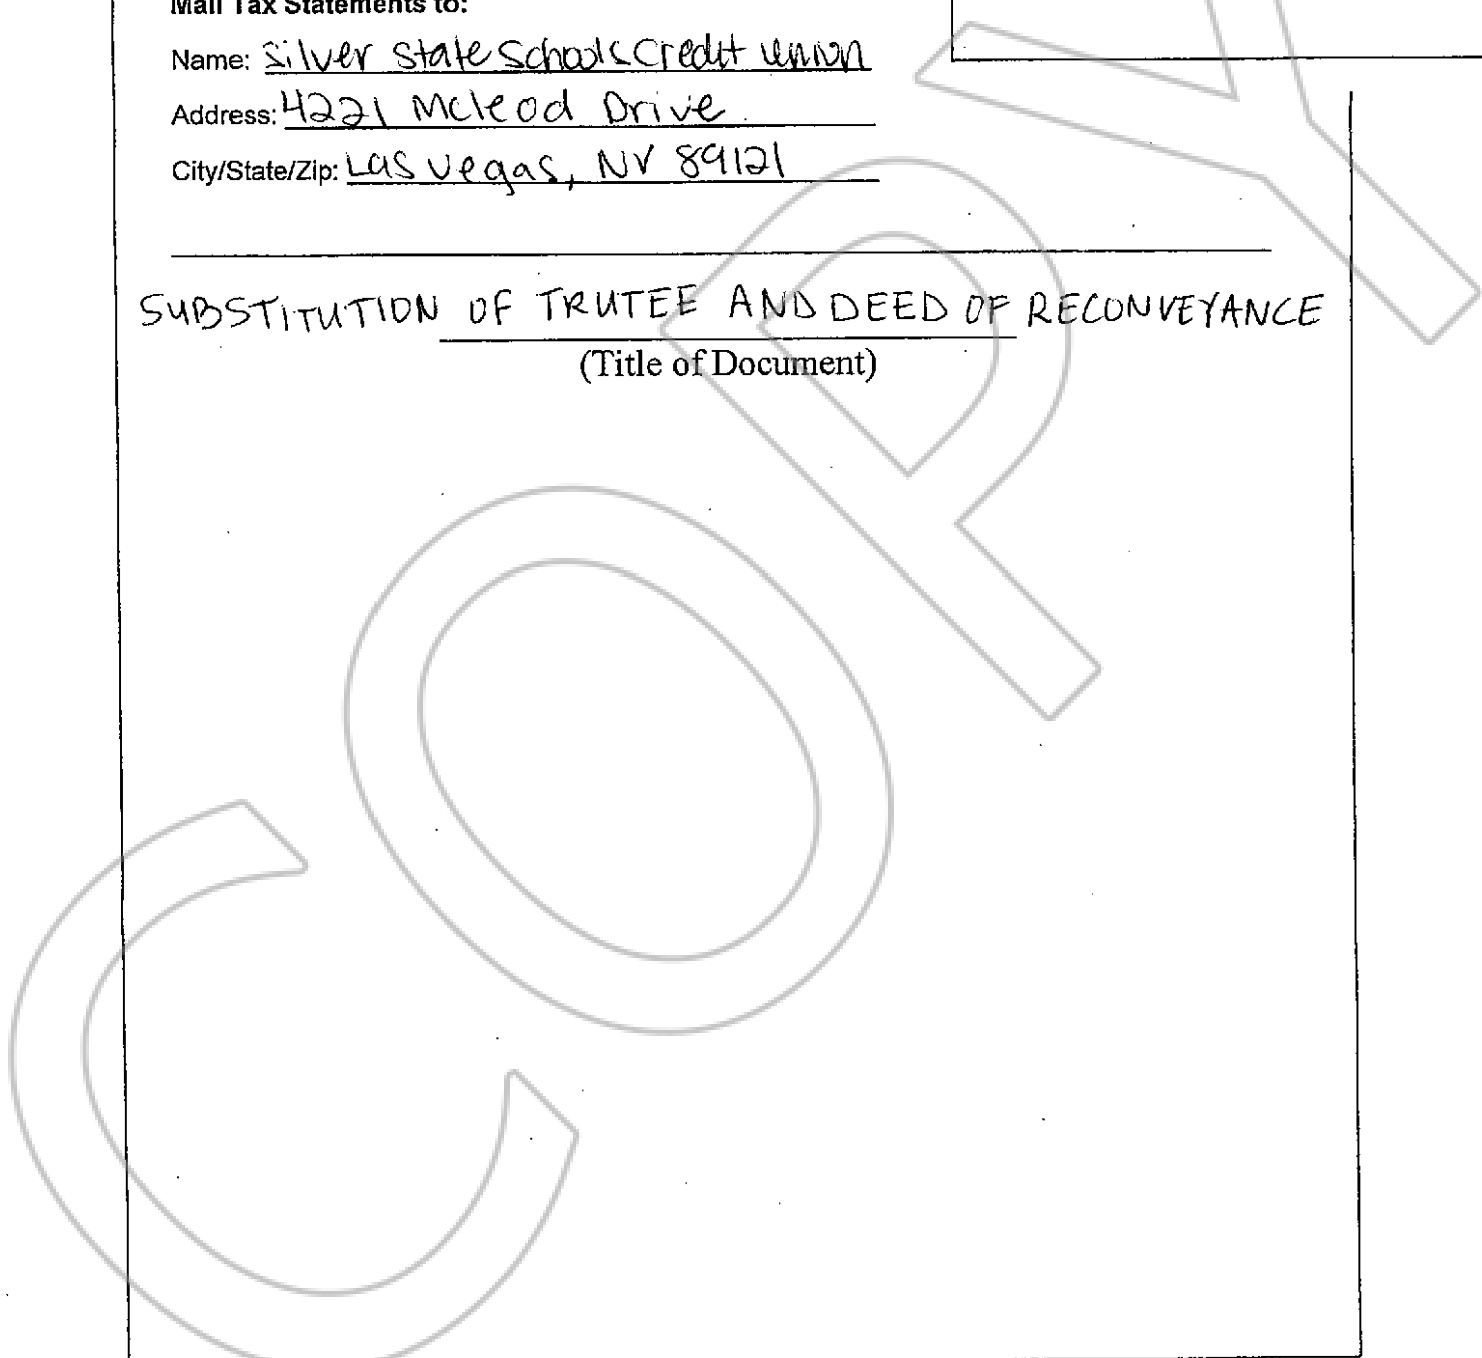 Mail Tax Statements to:
Name: Silver State Schools Credit Union
Address: 4221 McLeod Drive
City/State/Zip: Las Vegas, NV 89121
SUBSTITUTION OF TRUTEE AND DEED OF RECONVEYANCE
(Title of Document)
COPY